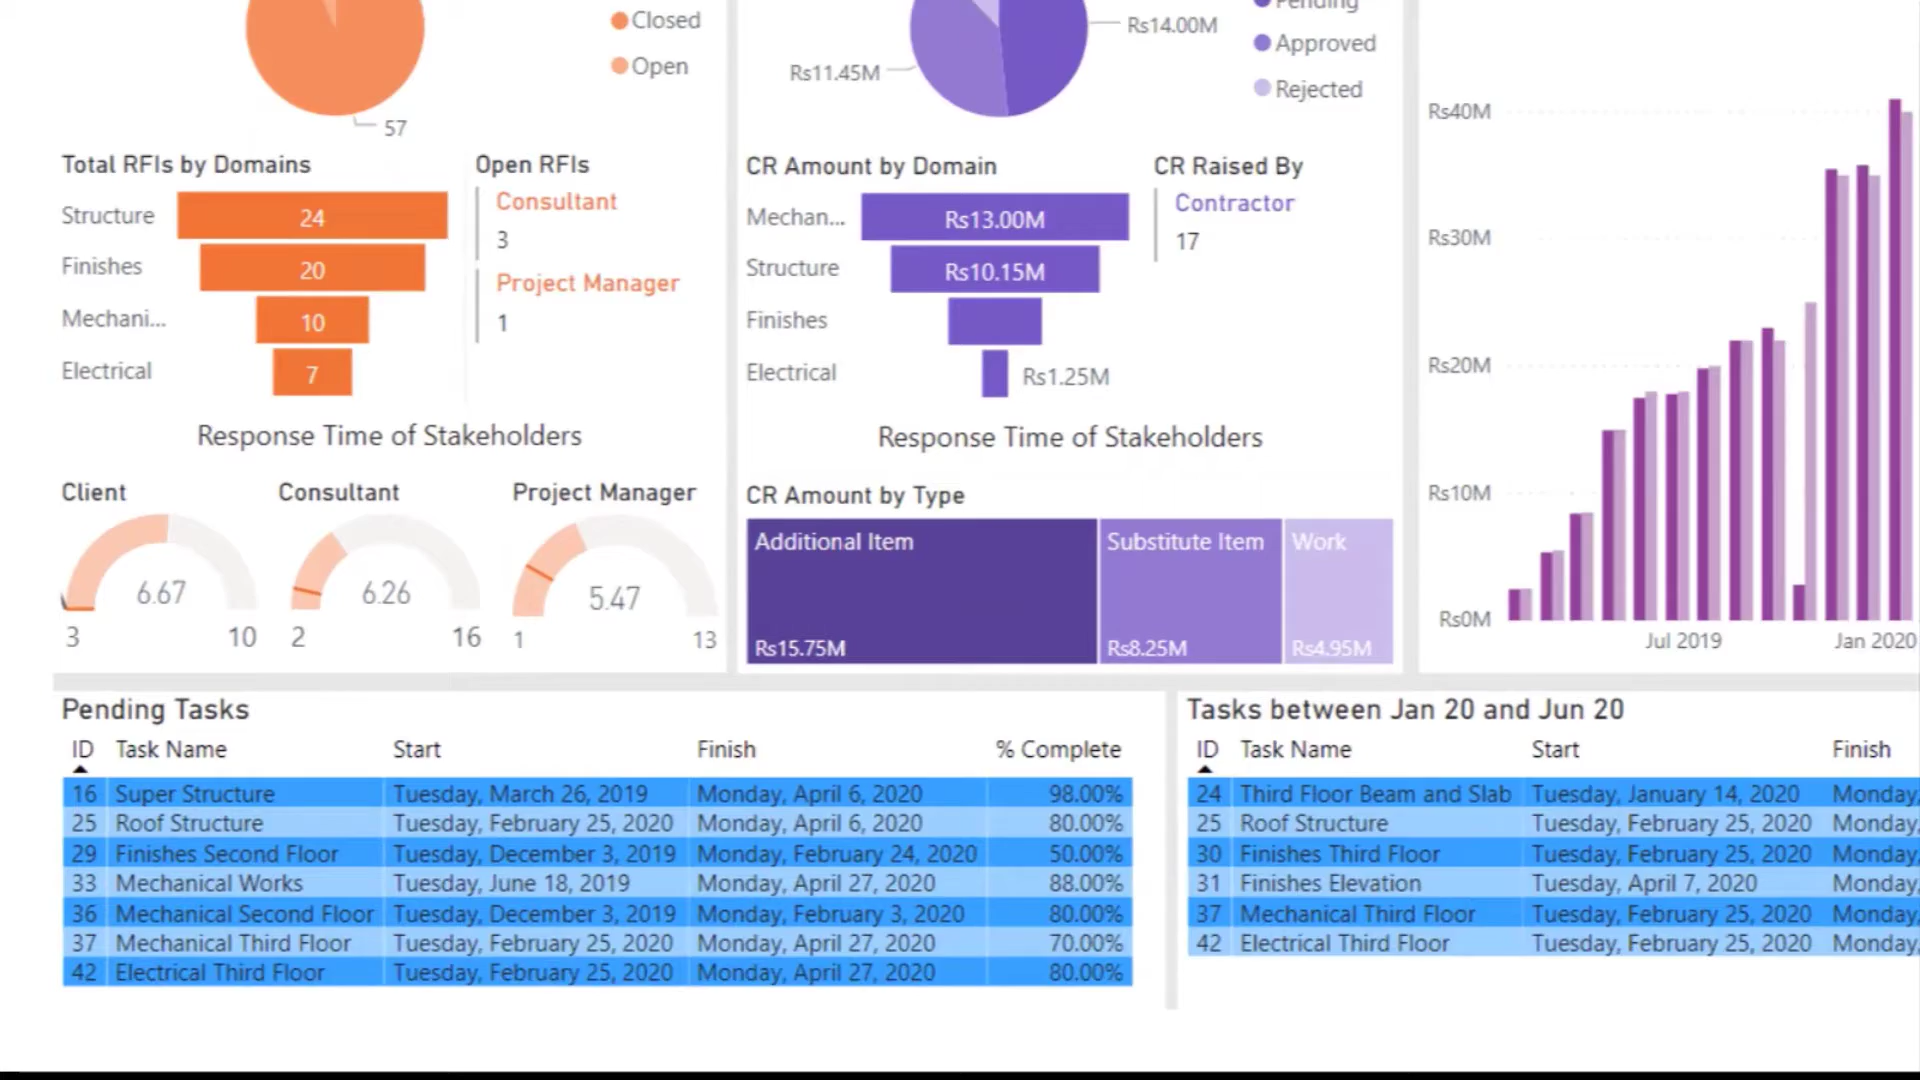 Closed
Open
57
Total RFIs by Domains
Structure 24
Finishes 20
Mechani... 10
Electrical 7
Open RFIs
Consultant
3
Project Manager
1
Response Time of Stakeholders
Client
6.67
3 10
Consultant
6.26
2 16
Project Manager
5.47
1 13
Rs14.00M
Rs11.45M
Pending
Approved
Rejected
CR Amount by Domain
Mechan... Rs13.00M
Structure Rs10.15M
Finishes
Electrical Rs1.25M
CR Raised By
Contractor
17
Response Time of Stakeholders
CR Amount by Type
Additional Item
Rs15.75M
Substitute Item
Rs8.25M
Work
Rs4.95M
Rs40M
Rs30M
Rs20M
Rs10M
Rs0M
Jul 2019 Jan 2020
Pending Tasks
ID Task Name Start Finish % Complete
16 Super Structure Tuesday, March 26, 2019 Monday, April 6, 2020 98.00%
25 Roof Structure Tuesday, February 25, 2020 Monday, April 6, 2020 80.00%
29 Finishes Second Floor Tuesday, December 3, 2019 Monday, February 24, 2020 50.00%
33 Mechanical Works Tuesday, June 18, 2019 Monday, April 27, 2020 88.00%
36 Mechanical Second Floor Tuesday, December 3, 2019 Monday, February 3, 2020 80.00%
37 Mechanical Third Floor Tuesday, February 25, 2020 Monday, April 27, 2020 70.00%
42 Electrical Third Floor Tuesday, February 25, 2020 Monday, April 27, 2020 80.00%
Tasks between Jan 20 and Jun 20
ID Task Name Start Finish
24 Third Floor Beam and Slab Tuesday, January 14, 2020 Monday,
25 Roof Structure Tuesday, February 25, 2020 Monday,
30 Finishes Third Floor Tuesday, February 25, 2020 Monday,
31 Finishes Elevation Tuesday, April 7, 2020 Monday,
37 Mechanical Third Floor Tuesday, February 25, 2020 Monday,
42 Electrical Third Floor Tuesday, February 25, 2020 Monday,